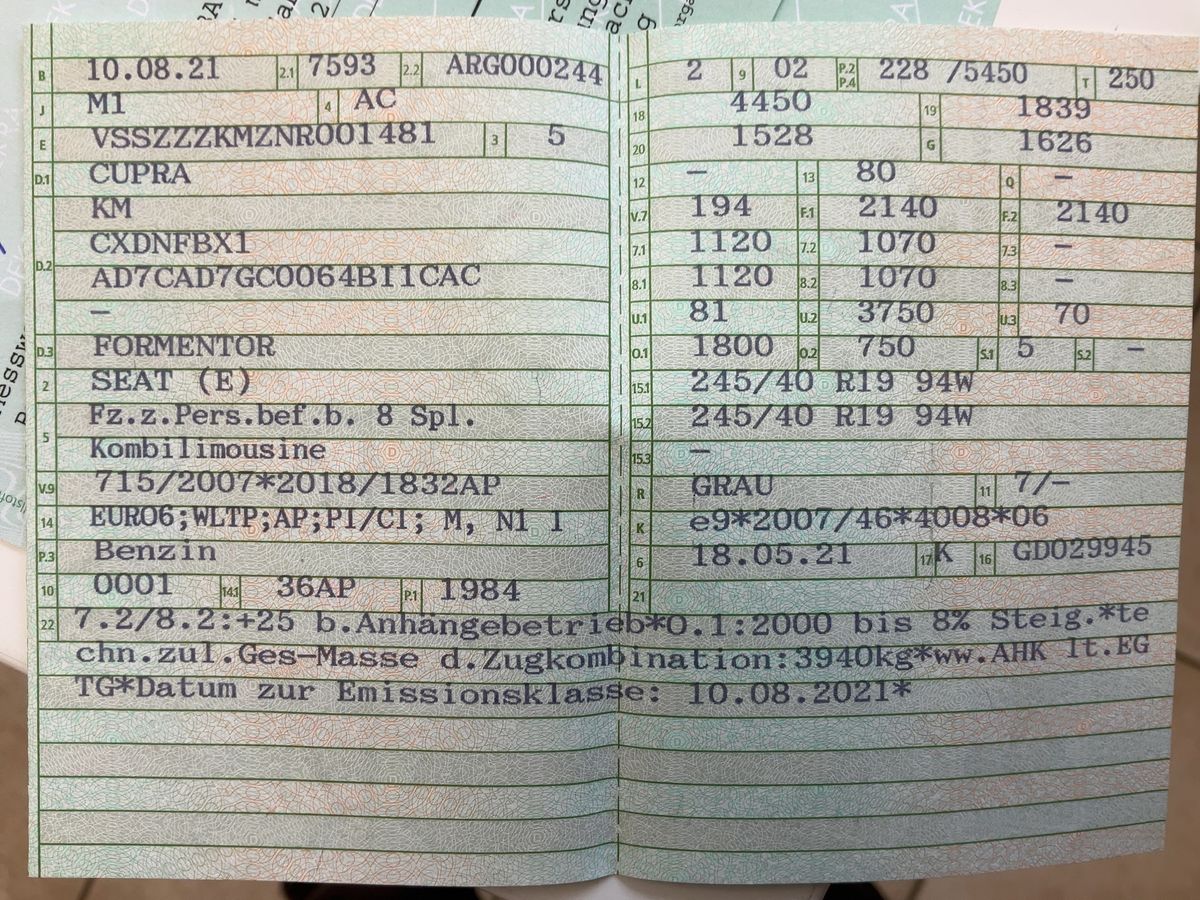 B 10.08.21 2.1 7593 2.2 ARG000244
J M1 4 AC
E VSSZZZKMZNR001481 3 5
D.1 CUPRA
KM
D.2 CXDNFBX1
AD7CAD7GC0064BI1CAC
–
D.3 FORMENTOR
2 SEAT (E)
5 Fz.z.Pers.bef.b. 8 Spl.
Kombilimousine
V.9 715/2007*2018/1832AP
14 EURO6;WLTP;AP;PI/CI; M, N1 I
P.3 Benzin
10 0001 14.1 36AP P.1 1984
L 2 9 02 P.2 P.4 228 /5450 T 250
18 4450 19 1839
20 1528 G 1626
12 – 13 80 Q –
V.7 194 F.1 2140 F.2 2140
7.1 1120 7.2 1070 7.3 –
8.1 1120 8.2 1070 8.3 –
U.1 81 U.2 3750 U.3 70
O.1 1800 O.2 750 S.1 5 S.2 –
15.1 245/40 R19 94W
15.2 245/40 R19 94W
15.3 –
R GRAU 11 7/–
K e9*2007/46*4008*06
6 18.05.21 17 K 16 GD029945
21
22 7.2/8.2:+25 b.Anhängebetrieb*O.1:2000 bis 8% Steig.*te
chn.zul.Ges-Masse d.Zugkombination:3940kg*ww.AHK lt.EG
TG*Datum zur Emissionsklasse: 10.08.2021*